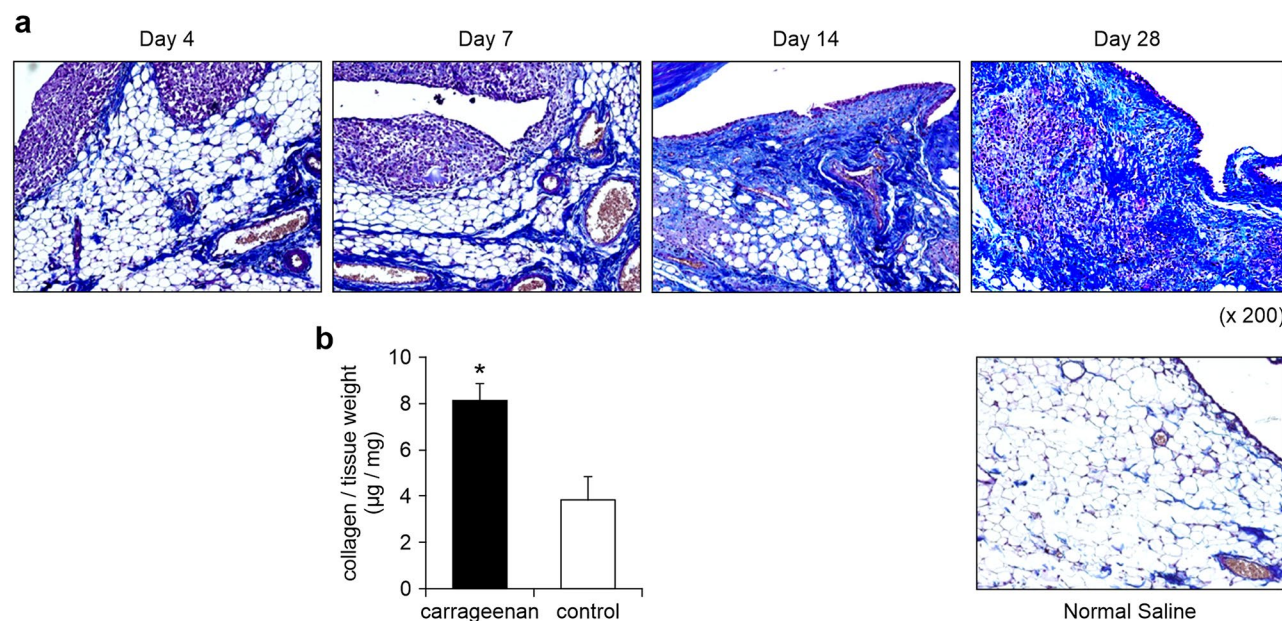 a
Day 4
Day 7
Day 14
Day 28
(x 200)
b
collagen / tissue weight
(μg / mg)
10
8
6
4
2
0
*
carrageenan
control
Normal Saline